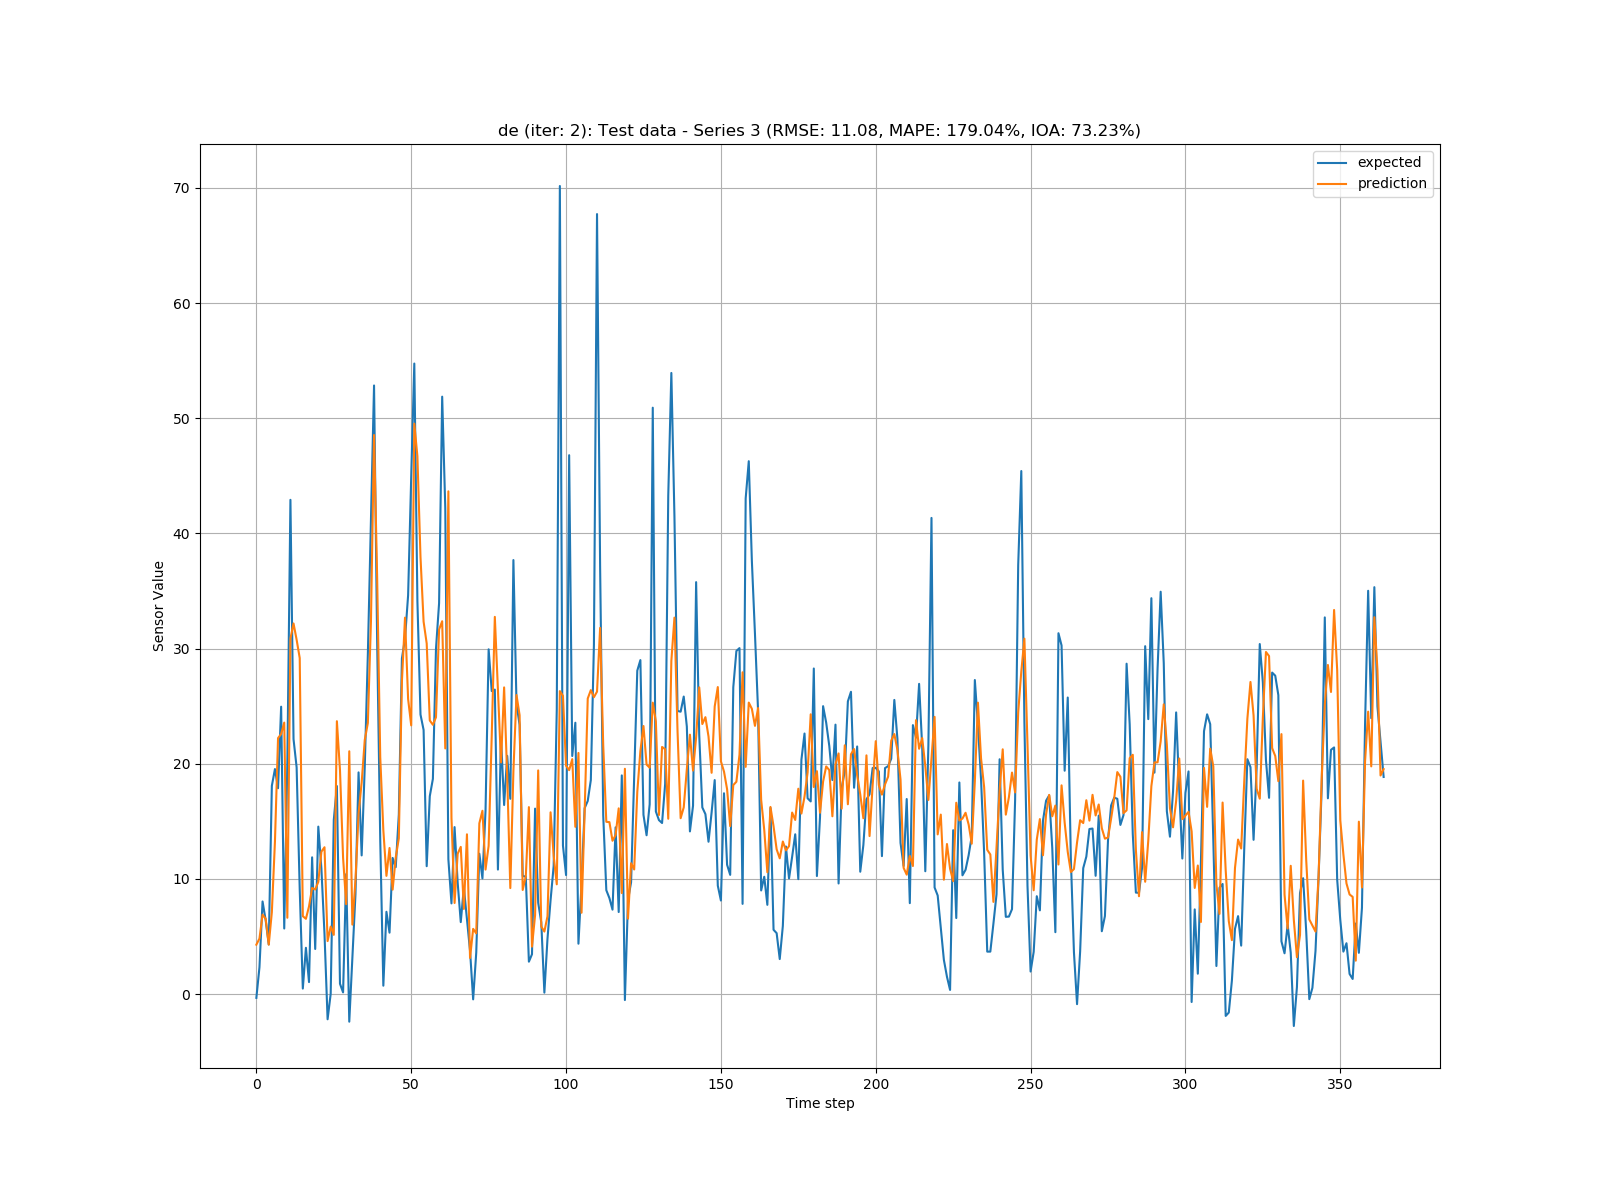 de (iter: 2): Test data - Series 3 (RMSE: 11.08, MAPE: 179.04%, IOA: 73.23%)
expected
prediction
70
60
50
40
30
20
10
0
Sensor Value
0 50 100 150 200 250 300 350
Time step